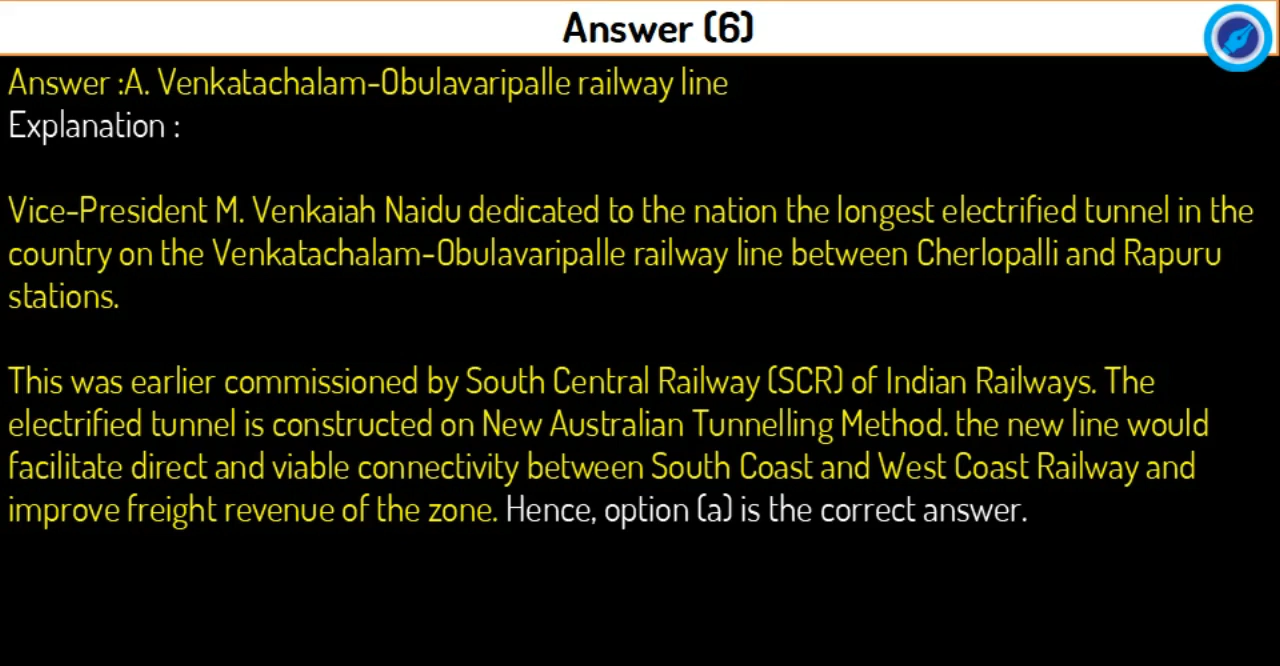 Answer (6)
Answer :A. Venkatachalam-Obulavaripalle railway line
Explanation :
Vice-President M. Venkaiah Naidu dedicated to the nation the longest electrified tunnel in the
country on the Venkatachalam-Obulavaripalle railway line between Cherlopalli and Rapuru
stations.
This was earlier commissioned by South Central Railway (SCR) of Indian Railways. The
electrified tunnel is constructed on New Australian Tunnelling Method. the new line would
facilitate direct and viable connectivity between South Coast and West Coast Railway and
improve freight revenue of the zone. Hence, option (a) is the correct answer.